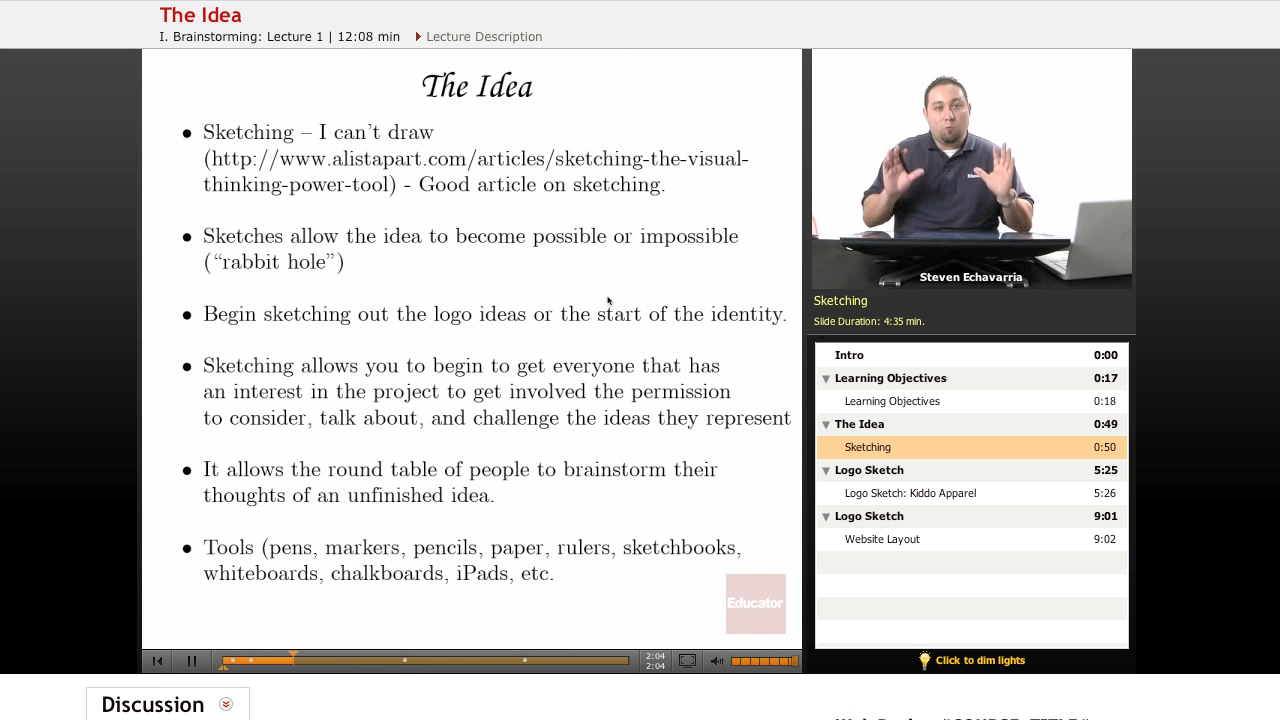 The Idea
I. Brainstorming: Lecture 1 | 12:08 min
Lecture Description
The Idea
• Sketching – I can't draw
(http://www.alistapart.com/articles/sketching-the-visual-
thinking-power-tool) - Good article on sketching.
• Sketches allow the idea to become possible or impossible
(“rabbit hole”)
• Begin sketching out the logo ideas or the start of the identity.
• Sketching allows you to begin to get everyone that has
an interest in the project to get involved the permission
to consider, talk about, and challenge the ideas they represent
• It allows the round table of people to brainstorm their
thoughts of an unfinished idea.
• Tools (pens, markers, pencils, paper, rulers, sketchbooks,
whiteboards, chalkboards, iPads, etc.
Educator
2:04
2:04
Steven Echavarria
Sketching
Slide Duration: 4:35 min.
Intro 0:00
Learning Objectives 0:17
Learning Objectives 0:18
The Idea 0:49
Sketching 0:50
Logo Sketch 5:25
Logo Sketch: Kiddo Apparel 5:26
Logo Sketch 9:01
Website Layout 9:02
Click to dim lights
Discussion